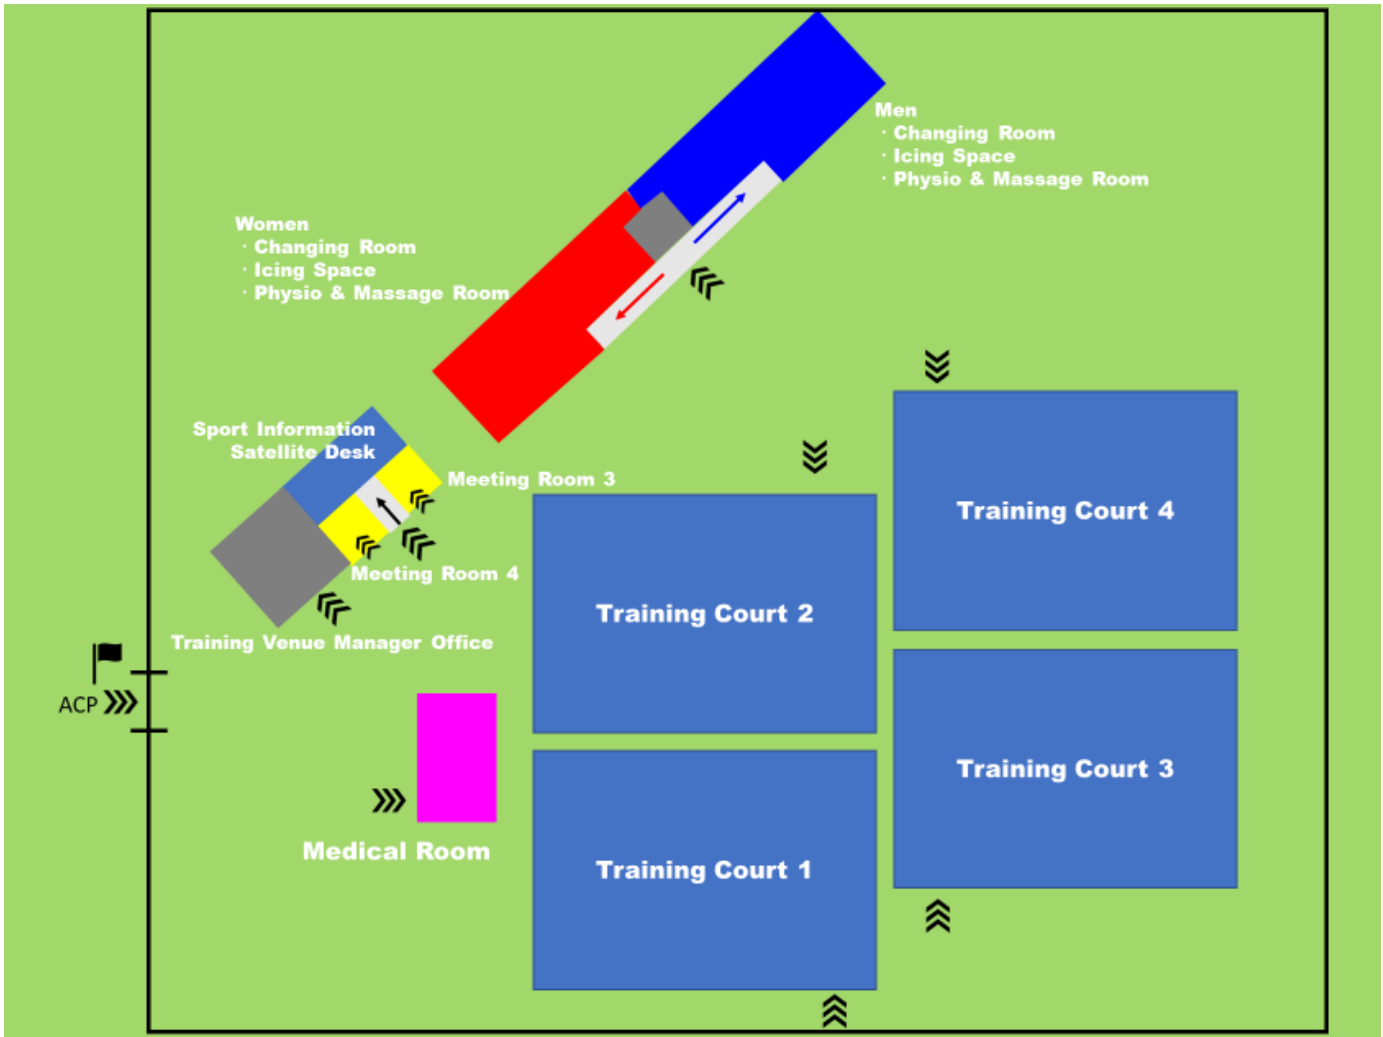 Men
· Changing Room
· Icing Space
· Physio & Massage Room
Women
· Changing Room
· Icing Space
· Physio & Massage Room
Sport Information
Satellite Desk
Meeting Room 3
Meeting Room 4
Training Venue Manager Office
ACP
Medical Room
Training Court 4
Training Court 2
Training Court 3
Training Court 1